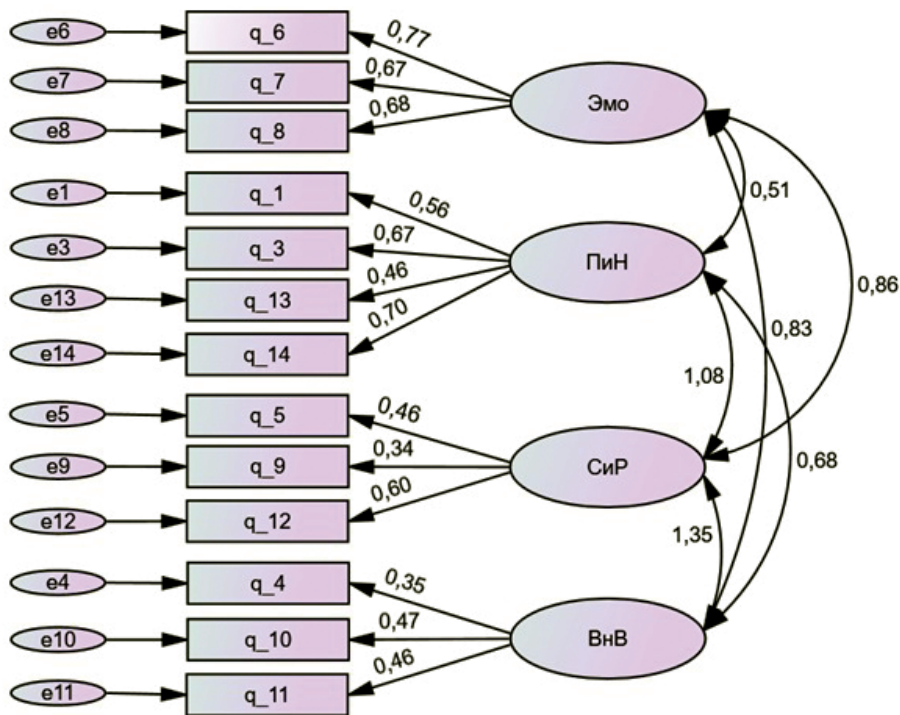 e6 q_6 0,77
e7 q_7 0,67 Эмо
e8 q_8 0,68
e1 q_1 0,56 0,51
e3 q_3 0,67 ПиН
e13 q_13 0,46 0,86
e14 q_14 0,70 0,83
1,08
e5 q_5 0,46
e9 q_9 0,34 СиР 0,68
e12 q_12 0,60
1,35
e4 q_4 0,35
e10 q_10 0,47 ВнВ
e11 q_11 0,46